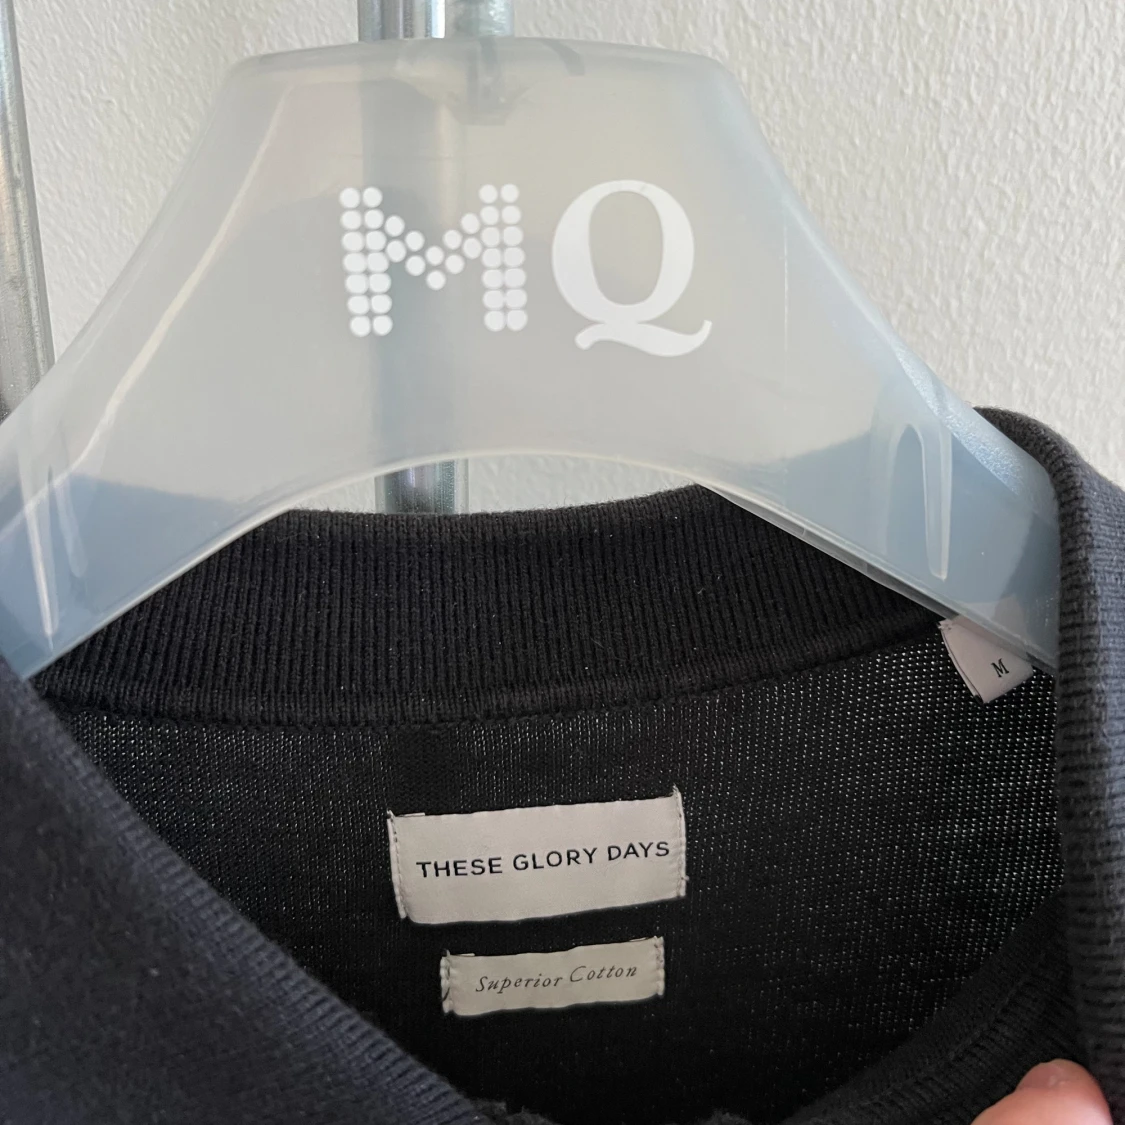 MQ
M
THESE GLORY DAYS
Superior Cotton